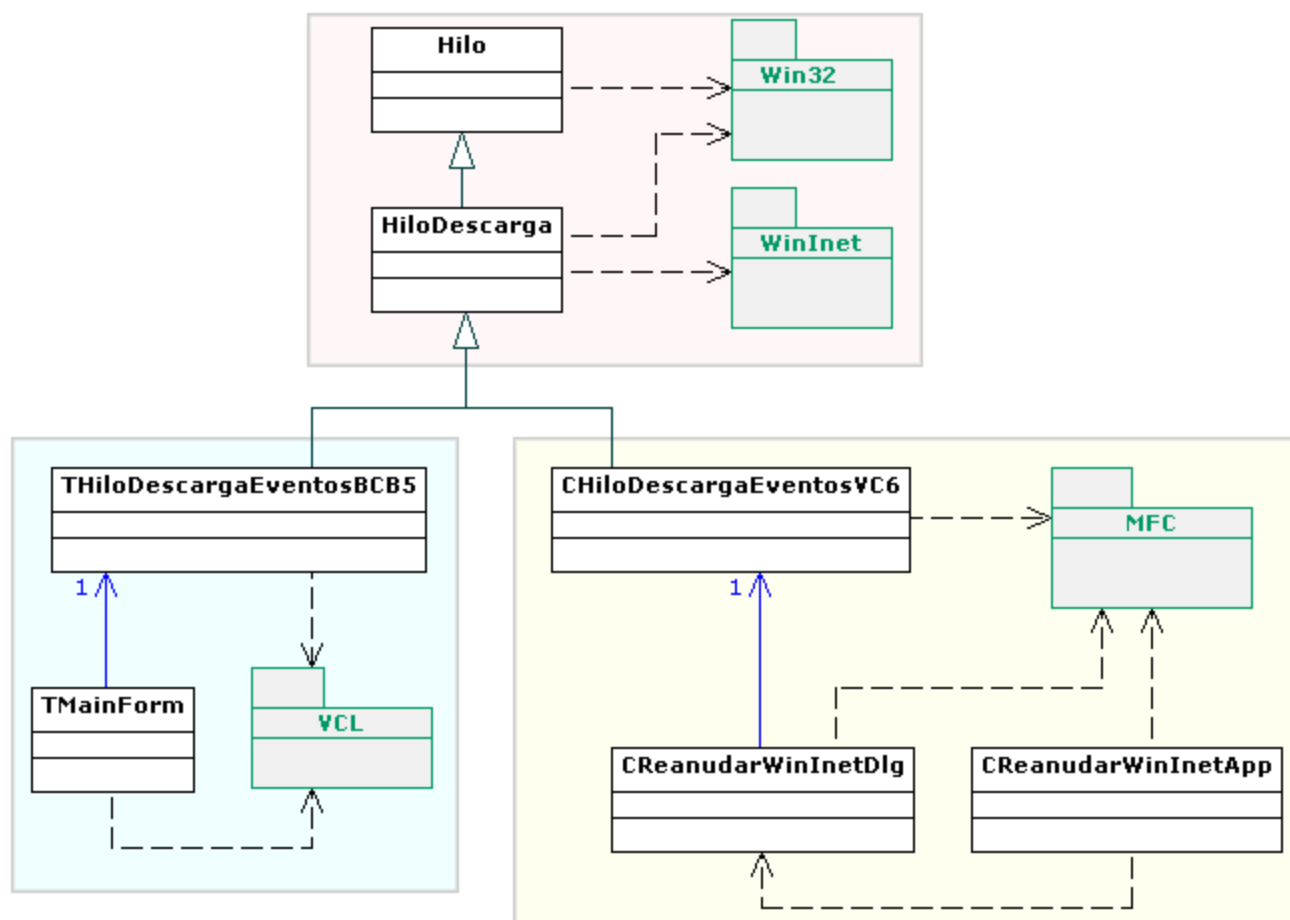 Hilo
Win32
HiloDescarga
WinInet
THiloDescargaEventosBCB5
CHiloDescargaEventosVC6
MFC
1
1
TMainForm
VCL
CReanudarWinInetDlg
CReanudarWinInetApp